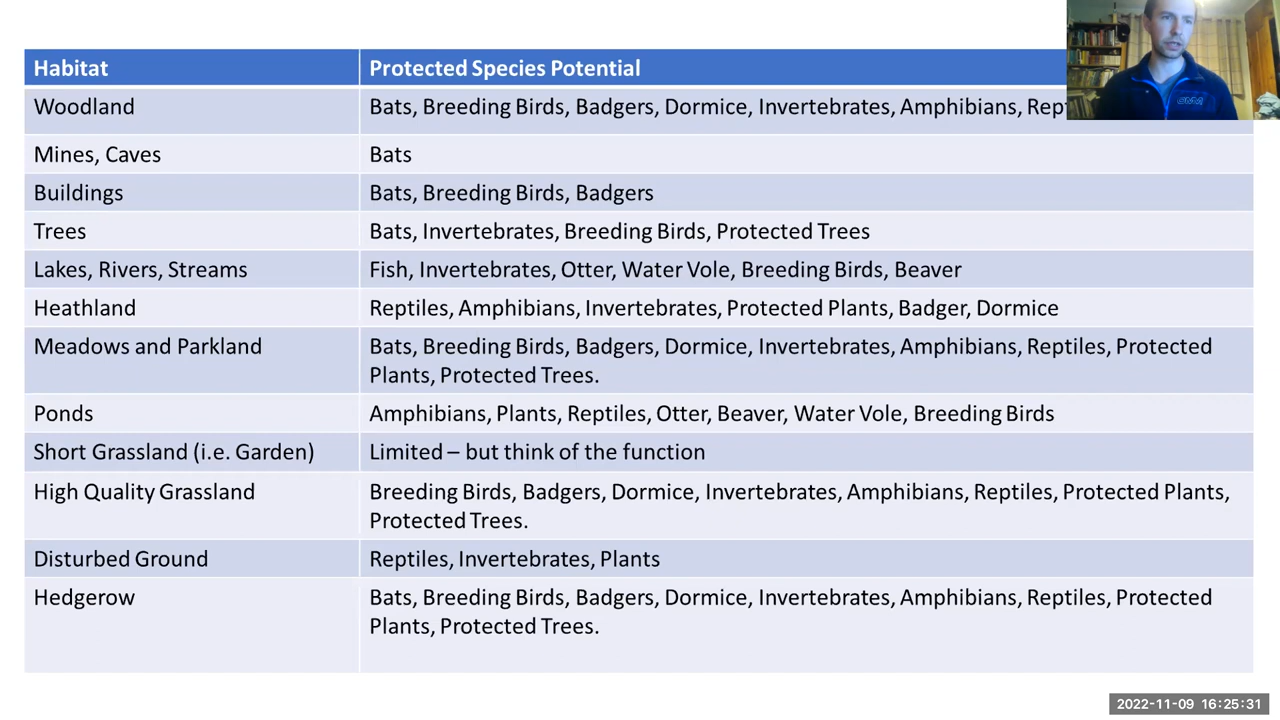 Habitat Protected Species Potential
Woodland Bats, Breeding Birds, Badgers, Dormice, Invertebrates, Amphibians,
Mines, Caves Bats
Buildings Bats, Breeding Birds, Badgers
Trees Bats, Invertebrates, Breeding Birds, Protected Trees
Lakes, Rivers, Streams Fish, Invertebrates, Otter, Water Vole, Breeding Birds, Beaver
Heathland Reptiles, Amphibians, Invertebrates, Protected Plants, Badger, Dormice
Meadows and Parkland Bats, Breeding Birds, Badgers, Dormice, Invertebrates, Amphibians, Reptiles, Protected
Plants, Protected Trees.
Ponds Amphibians, Plants, Reptiles, Otter, Beaver, Water Vole, Breeding Birds
Short Grassland (i.e. Garden) Limited – but think of the function
High Quality Grassland Breeding Birds, Badgers, Dormice, Invertebrates, Amphibians, Reptiles, Protected Plants,
Protected Trees.
Disturbed Ground Reptiles, Invertebrates, Plants
Hedgerow Bats, Breeding Birds, Badgers, Dormice, Invertebrates, Amphibians, Reptiles, Protected
Plants, Protected Trees.
2022-11-09 16:25:31